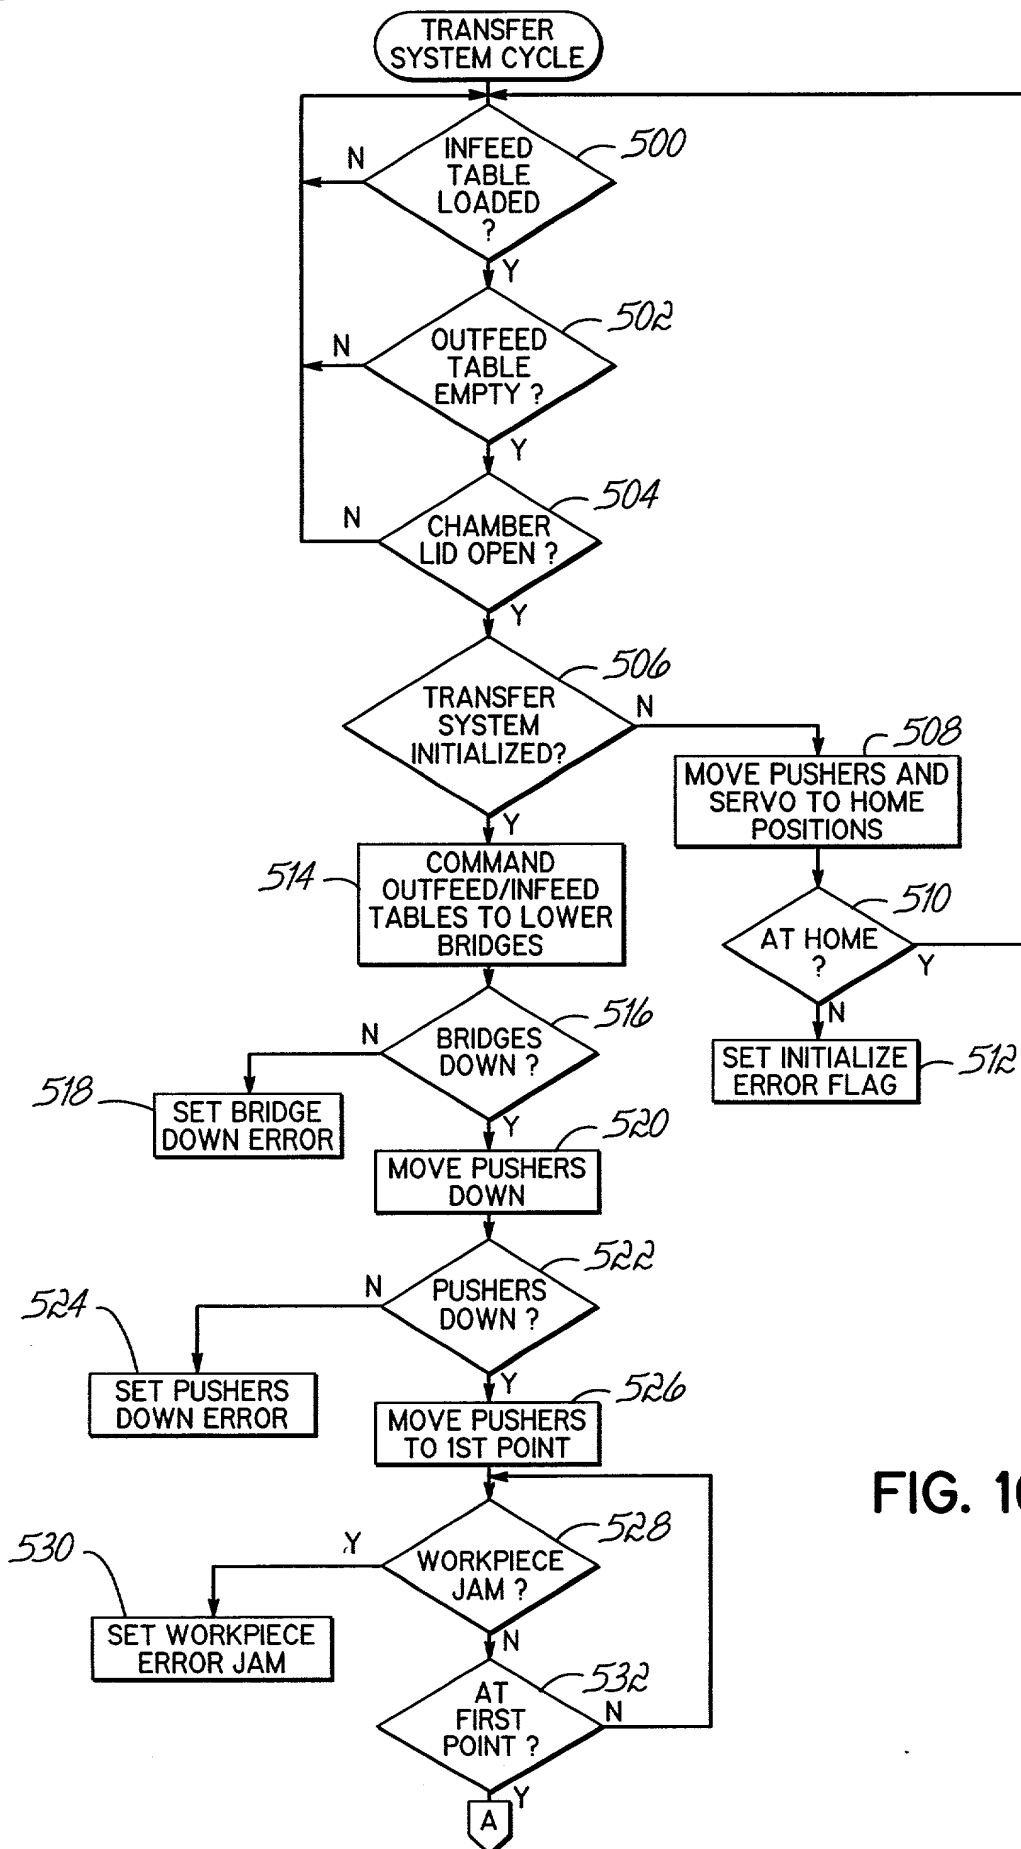 TRANSFER
SYSTEM CYCLE
500
N
INFEED
TABLE
LOADED
?
Y
502
N
OUTFEED
TABLE
EMPTY ?
Y
504
N
CHAMBER
LID OPEN ?
Y
506
TRANSFER
SYSTEM
INITIALIZED?
N
Y
508
MOVE PUSHERS AND
SERVO TO HOME
POSITIONS
514
COMMAND
OUTFEED/INFEED
TABLES TO LOWER
BRIDGES
510
AT HOME
?
Y
N
516
N
BRIDGES
DOWN ?
Y
SET INITIALIZE
ERROR FLAG
512
518
SET BRIDGE
DOWN ERROR
520
MOVE PUSHERS
DOWN
522
N
PUSHERS
DOWN ?
Y
524
SET PUSHERS
DOWN ERROR
526
MOVE PUSHERS
TO 1ST POINT
FIG. 10
528
Y
WORKPIECE
JAM ?
N
530
SET WORKPIECE
ERROR JAM
532
AT
FIRST
POINT ?
N
Y
A